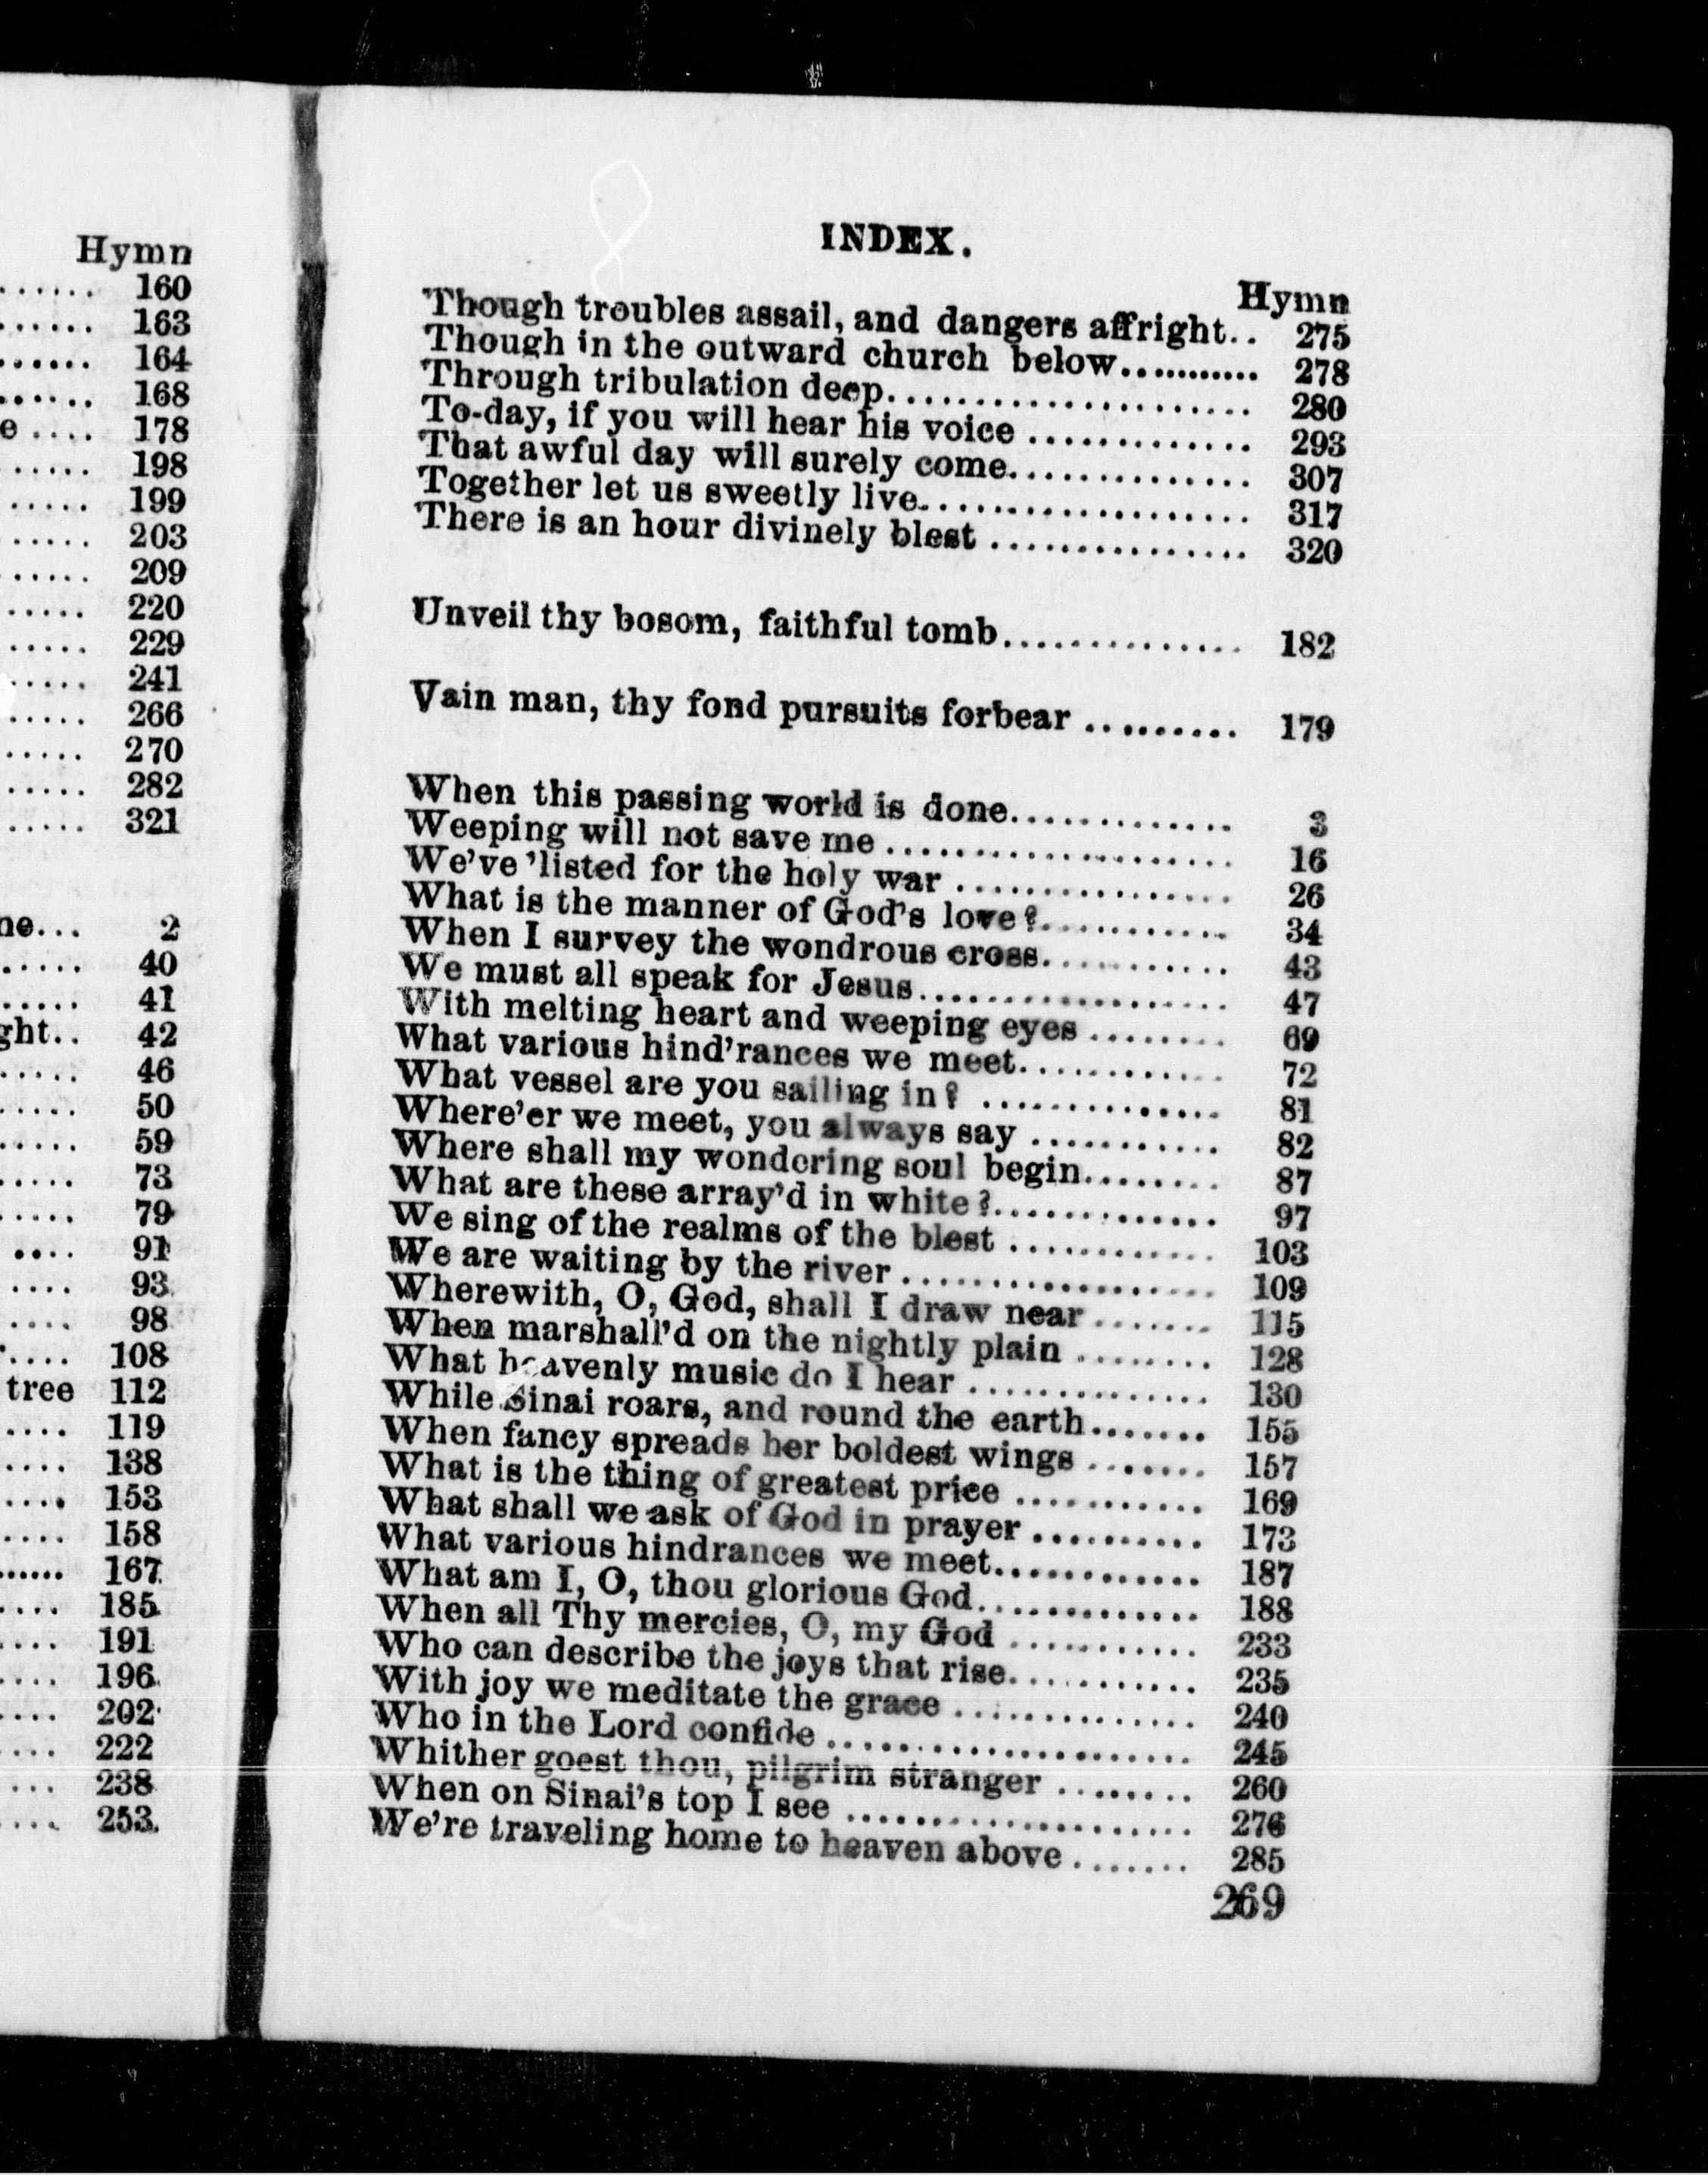 Hymn
...... 160
...... 163
...... 164
...... 168
e .... 178
...... 198
..... 199
...... 203
..... 209
..... 220
..... 229
..... 241
..... 266
..... 270
..... 282
..... 321
ne... 2
..... 40
..... 41
ght.. 42
..... 46
..... 50
..... 59
..... 73
..... 79
.... 91
.... 93
.... 98
.... 108
tree 112
.... 119
.... 138
.... 153
.... 158
...... 167
.... 185
.... 191
.... 196
.... 202
.... 222
... 238
.... 253
INDEX.
Hymn
Though troubles assail, and dangers affright.. 275
Though in the outward church below........... 278
Through tribulation deep...................... 280
To-day, if you will hear his voice ............. 293
That awful day will surely come............... 307
Together let us sweetly live.................... 317
There is an hour divinely blest ................ 320
Unveil thy bosom, faithful tomb.............. 182
Vain man, thy fond pursuits forbear .......... 179
When this passing world is done............. 3
Weeping will not save me ..................... 16
We've 'listed for the holy war ................. 26
What is the manner of God's love?............ 34
When I survey the wondrous cross............ 43
We must all speak for Jesus................... 47
With melting heart and weeping eyes ........ 69
What various hind'rances we meet............ 72
What vessel are you sailing in? .............. 81
Where'er we meet, you always say ........... 82
Where shall my wondering soul begin........ 87
What are these array'd in white?.............. 97
We sing of the realms of the blest ............ 103
We are waiting by the river ................... 109
Wherewith, O, God, shall I draw near ....... 115
When marshall'd on the nightly plain ........ 128
What heavenly music do I hear .............. 130
While Sinai roars, and round the earth....... 155
When fancy spreads her boldest wings ....... 157
What is the thing of greatest price ........... 169
What shall we ask of God in prayer .......... 173
What various hindrances we meet............ 187
What am I, O, thou glorious God............. 188
When all Thy mercies, O, my God ........... 233
Who can describe the joys that rise........... 235
With joy we meditate the grace .............. 240
Who in the Lord confide ...................... 245
Whither goest thou, pilgrim stranger ........ 260
When on Sinai's top I see ..................... 276
We're traveling home to heaven above ....... 285
269